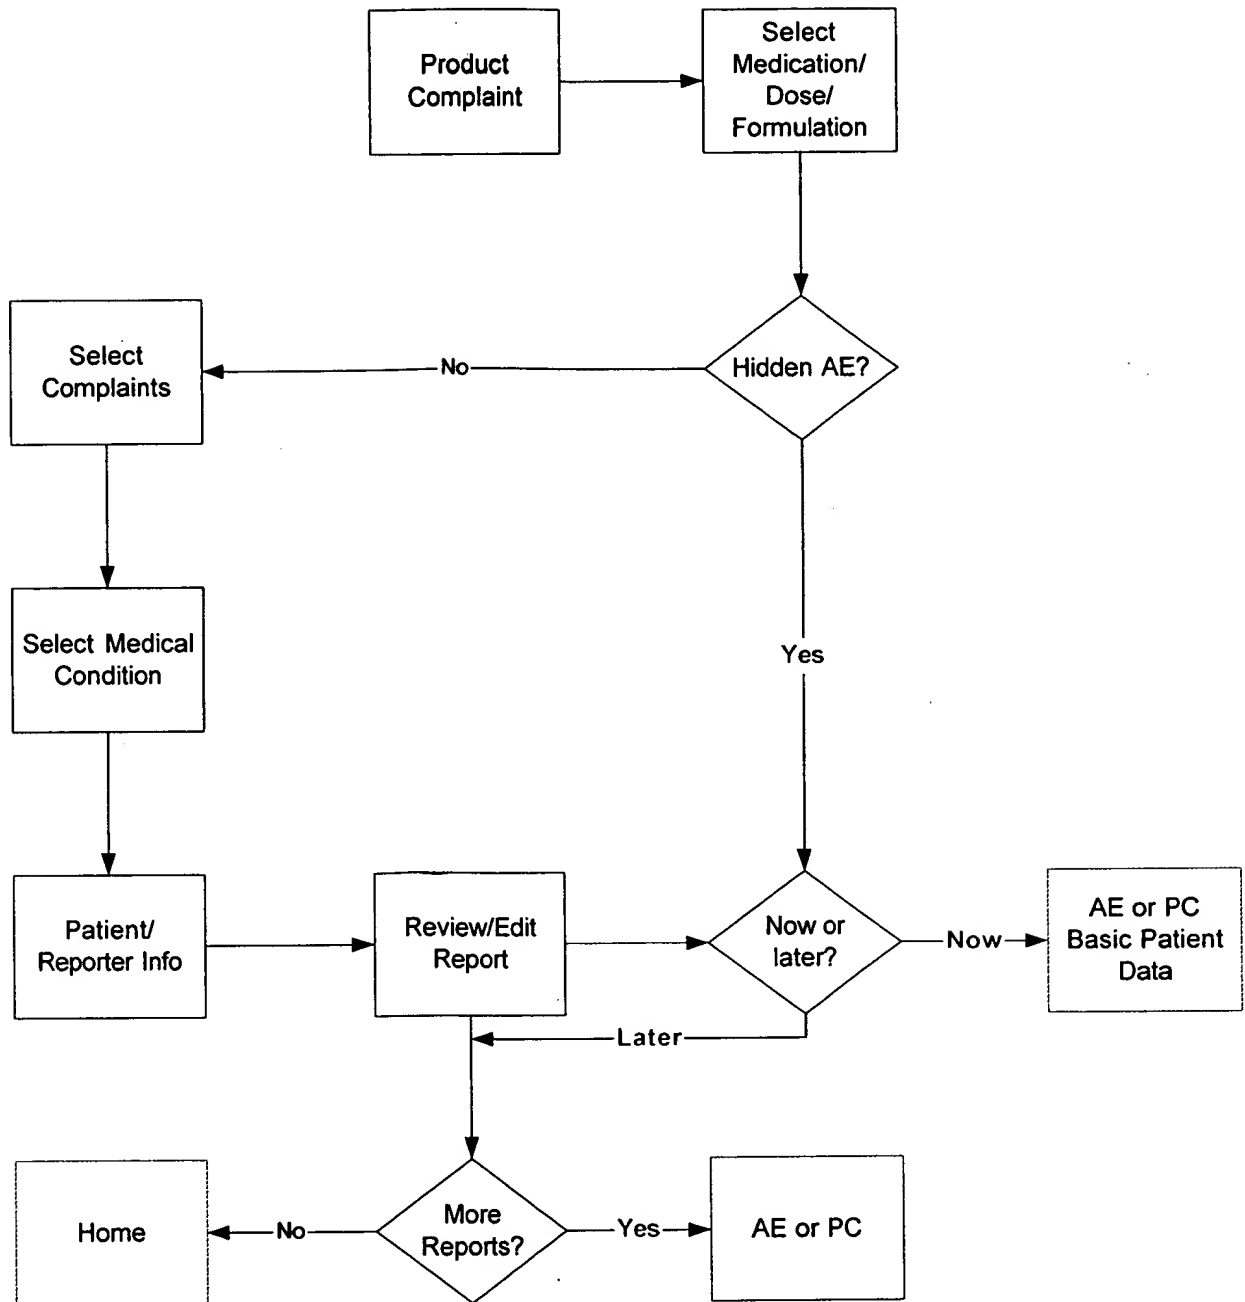 Product
Complaint
Select
Medication/
Dose/
Formulation
Select
Complaints
No
Hidden AE?
Select Medical
Condition
Yes
Patient/
Reporter Info
Review/Edit
Report
Now or
later?
Now
AE or PC
Basic Patient
Data
Later
Home
No
More
Reports?
Yes
AE or PC